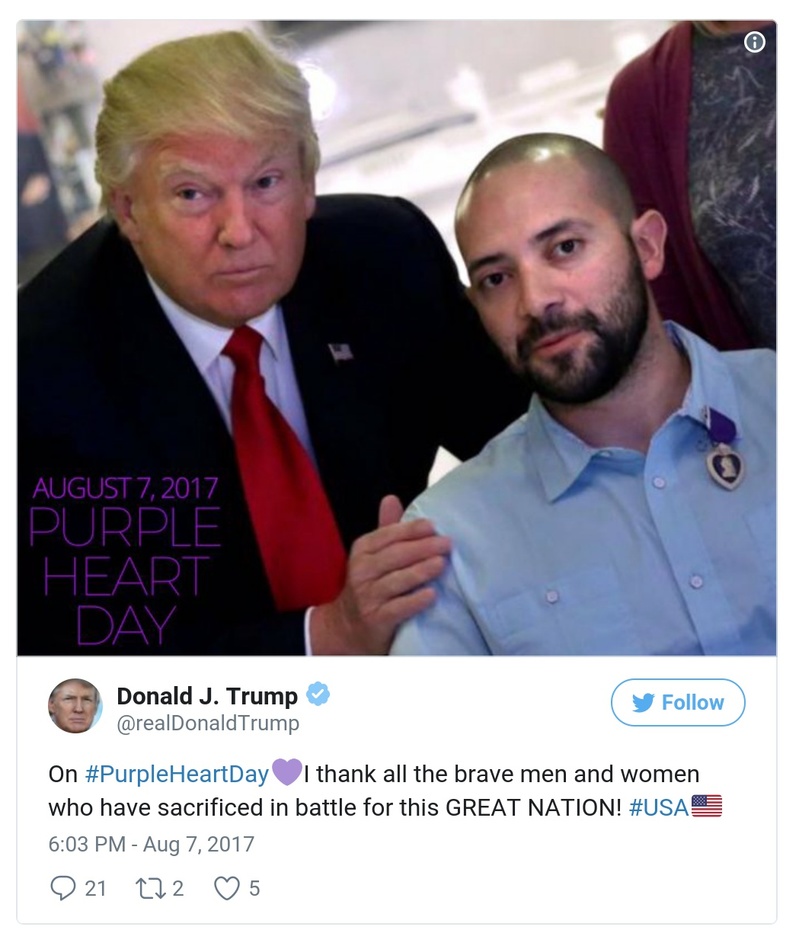 AUGUST 7, 2017
PURPLE
HEART
DAY
Donald J. Trump
@realDonaldTrump
Follow
On #PurpleHeartDay💜I thank all the brave men and women
who have sacrificed in battle for this GREAT NATION! #USA🇺🇸
6:03 PM - Aug 7, 2017
21 2 5